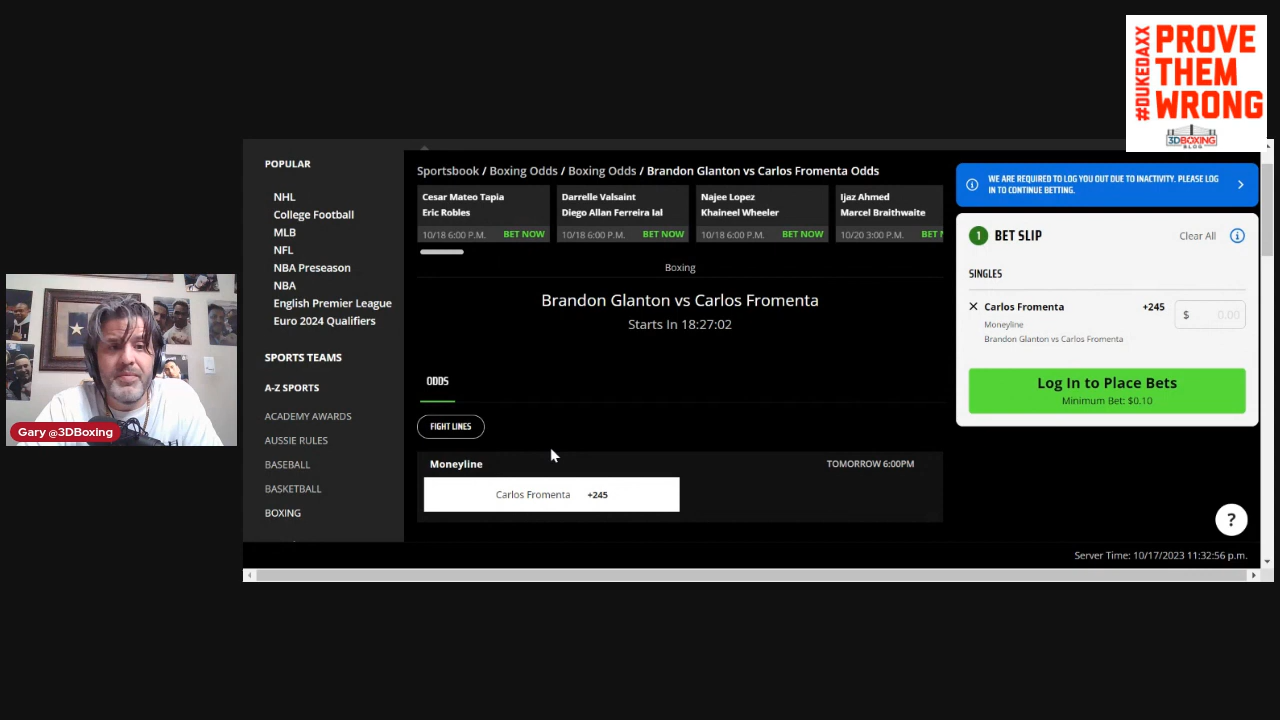 #DUKEDAXX
PROVE
THEM
WRONG
3DBOXING
BLOG
POPULAR
NHL
College Football
MLB
NFL
NBA Preseason
NBA
English Premier League
Euro 2024 Qualifiers
SPORTS TEAMS
A-Z SPORTS
ACADEMY AWARDS
AUSSIE RULES
BASEBALL
BASKETBALL
BOXING
Sportsbook / Boxing Odds / Boxing Odds / Brandon Glanton vs Carlos Fromenta Odds
Cesar Mateo Tapia
Eric Robles
10/18 6:00 P.M. BET NOW
Darrelle Valsaint
Diego Allan Ferreira lal
10/18 6:00 P.M. BET NOW
Najee Lopez
Khaineel Wheeler
10/18 6:00 P.M. BET NOW
Ijaz Ahmed
Marcel Braithwaite
10/20 3:00 P.M. BET N
Boxing
Brandon Glanton vs Carlos Fromenta
Starts In 18:27:02
ODDS
FIGHT LINES
Moneyline TOMORROW 6:00PM
Carlos Fromenta +245
WE ARE REQUIRED TO LOG YOU OUT DUE TO INACTIVITY. PLEASE LOG
IN TO CONTINUE BETTING.
1 BET SLIP Clear All
SINGLES
Carlos Fromenta +245 $ 0.00
Moneyline
Brandon Glanton vs Carlos Fromenta
Log In to Place Bets
Minimum Bet: $0.10
?
Server Time: 10/17/2023 11:32:56 p.m.
Gary @3DBoxing